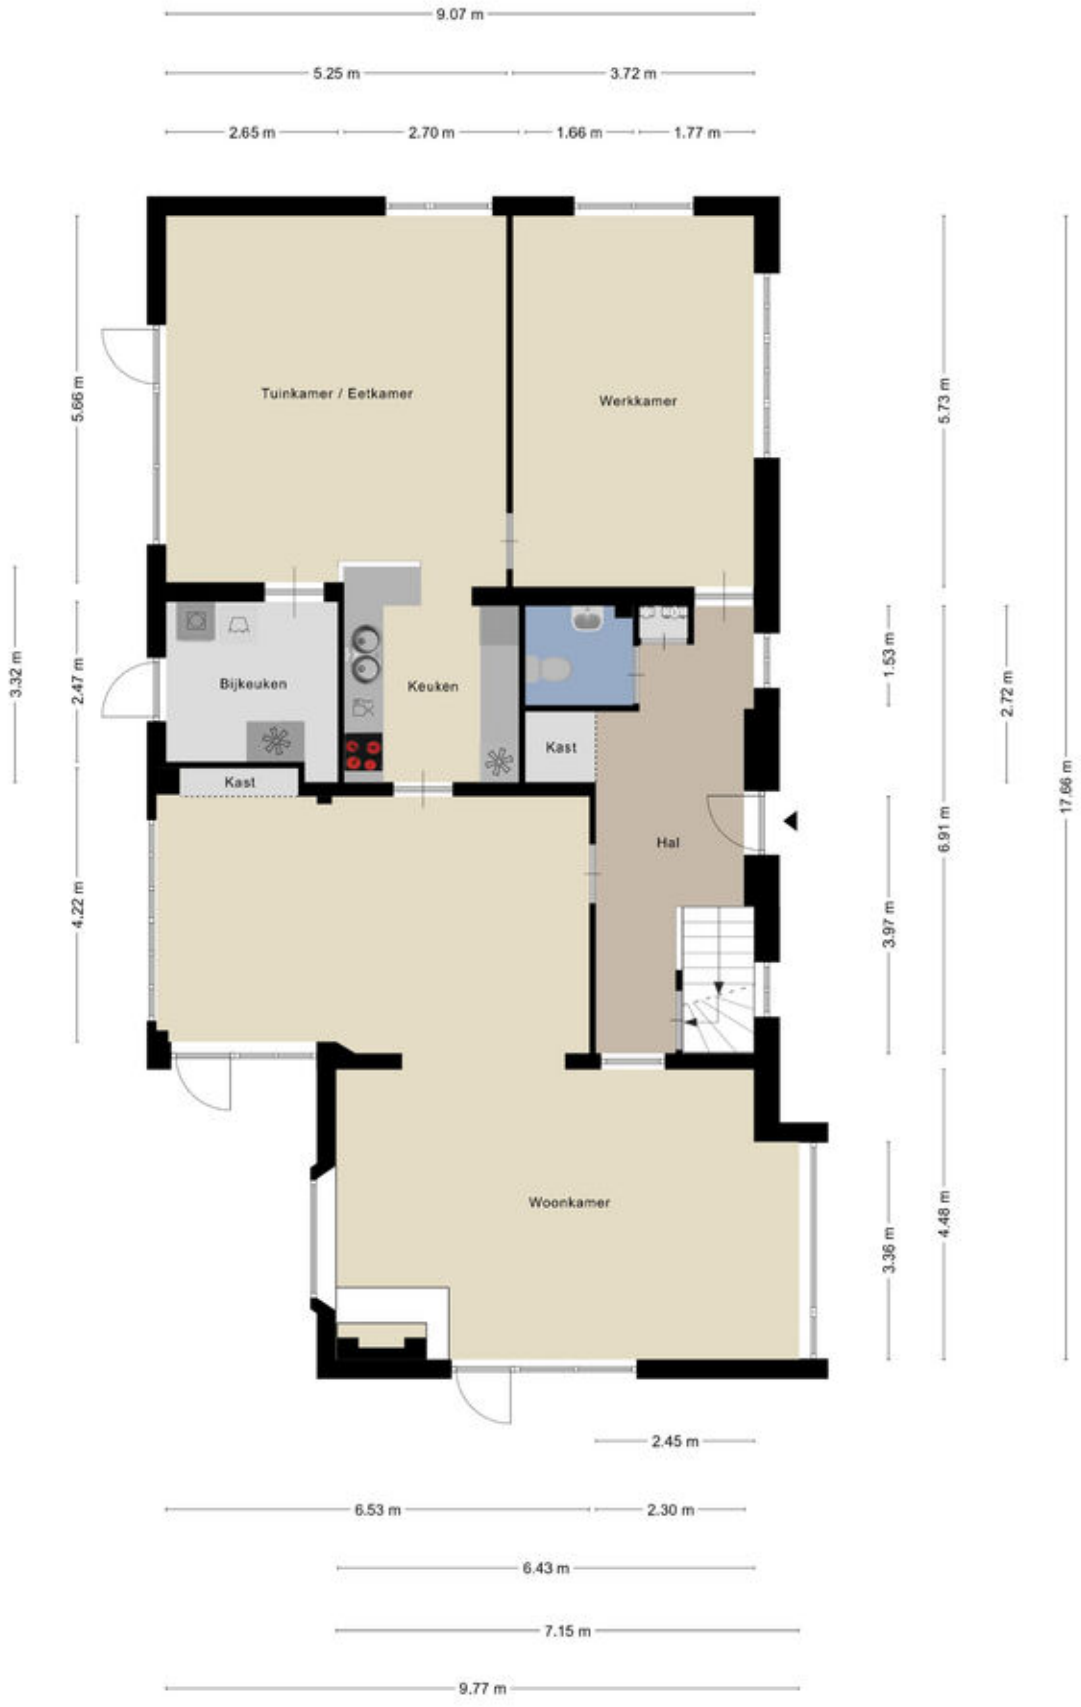 9.07 m
5.25 m
3.72 m
2.65 m
2.70 m
1.66 m
1.77 m
Tuinkamer / Eetkamer
Werkkamer
5.66 m
5.73 m
17.66 m
3.32 m
2.47 m
Bijkeuken
Keuken
1.53 m
2.72 m
Kast
Kast
Hal
6.91 m
4.22 m
3.97 m
Woonkamer
4.48 m
3.36 m
2.45 m
6.53 m
2.30 m
6.43 m
7.15 m
9.77 m